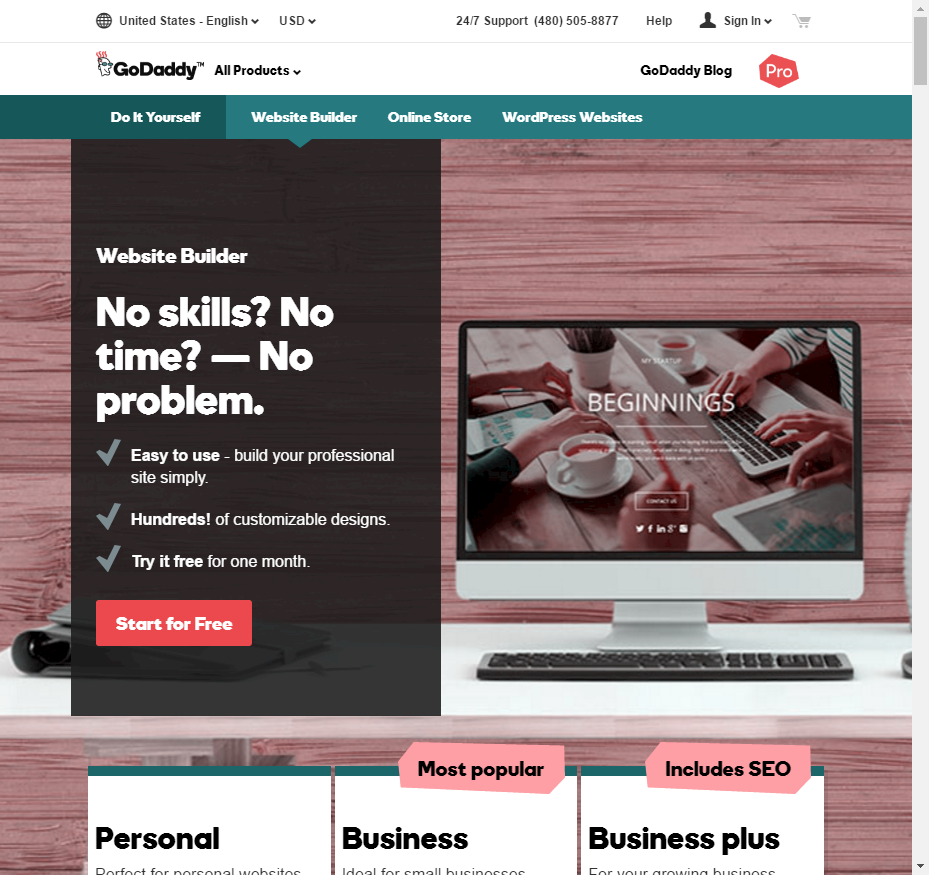 United States - English USD 24/7 Support (480) 505-8877 Help Sign In
GoDaddy™ All Products GoDaddy Blog Pro
Do It Yourself Website Builder Online Store WordPress Websites
Website Builder
No skills? No
time? — No
problem.
Easy to use - build your professional
site simply.
Hundreds! of customizable designs.
Try it free for one month.
Start for Free
MY STARTUP
BEGINNINGS
CONTACT US
Most popular
Includes SEO
Personal
Business
Business plus
Perfect for personal websites
Ideal for small businesses
For your growing business